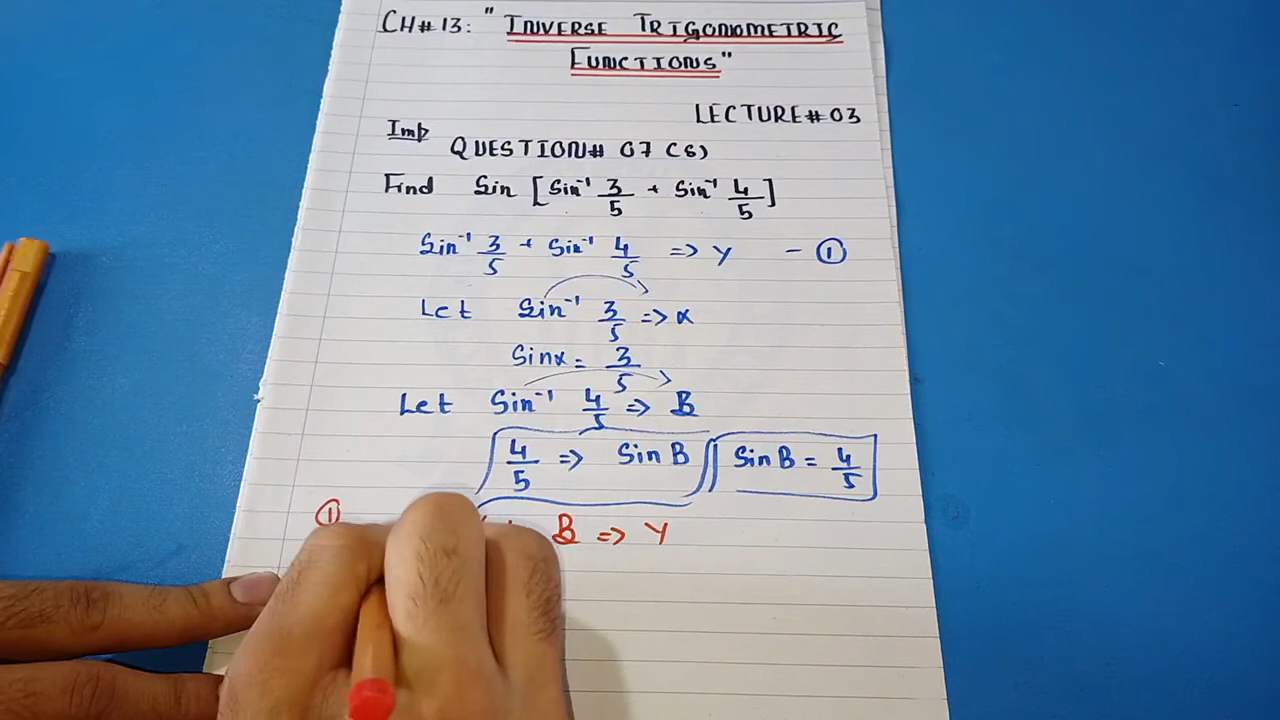 CH# 13: "INVERSE TRIGONOMETRIC
FUNCTIONS"
LECTURE# 03
Imp
QUESTION# 07 (6)
Find Sin [Sin⁻¹ 3/5 + Sin⁻¹ 4/5]
Sin⁻¹ 3/5 + Sin⁻¹ 4/5 => Y - ①
Let Sin⁻¹ 3/5 => α
Sinα = 3/5
Let Sin⁻¹ 4/5 => B
4/5 => Sin B Sin B = 4/5
① B => Y